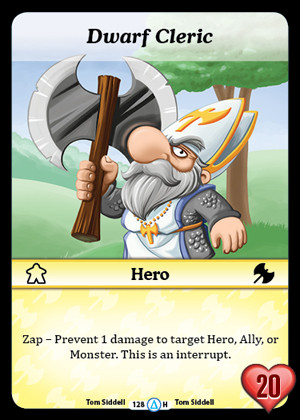 Dwarf Cleric
Hero
Zap – Prevent 1 damage to target Hero, Ally, or
Monster. This is an interrupt.
20
Tom Siddell 128 A H Tom Siddell